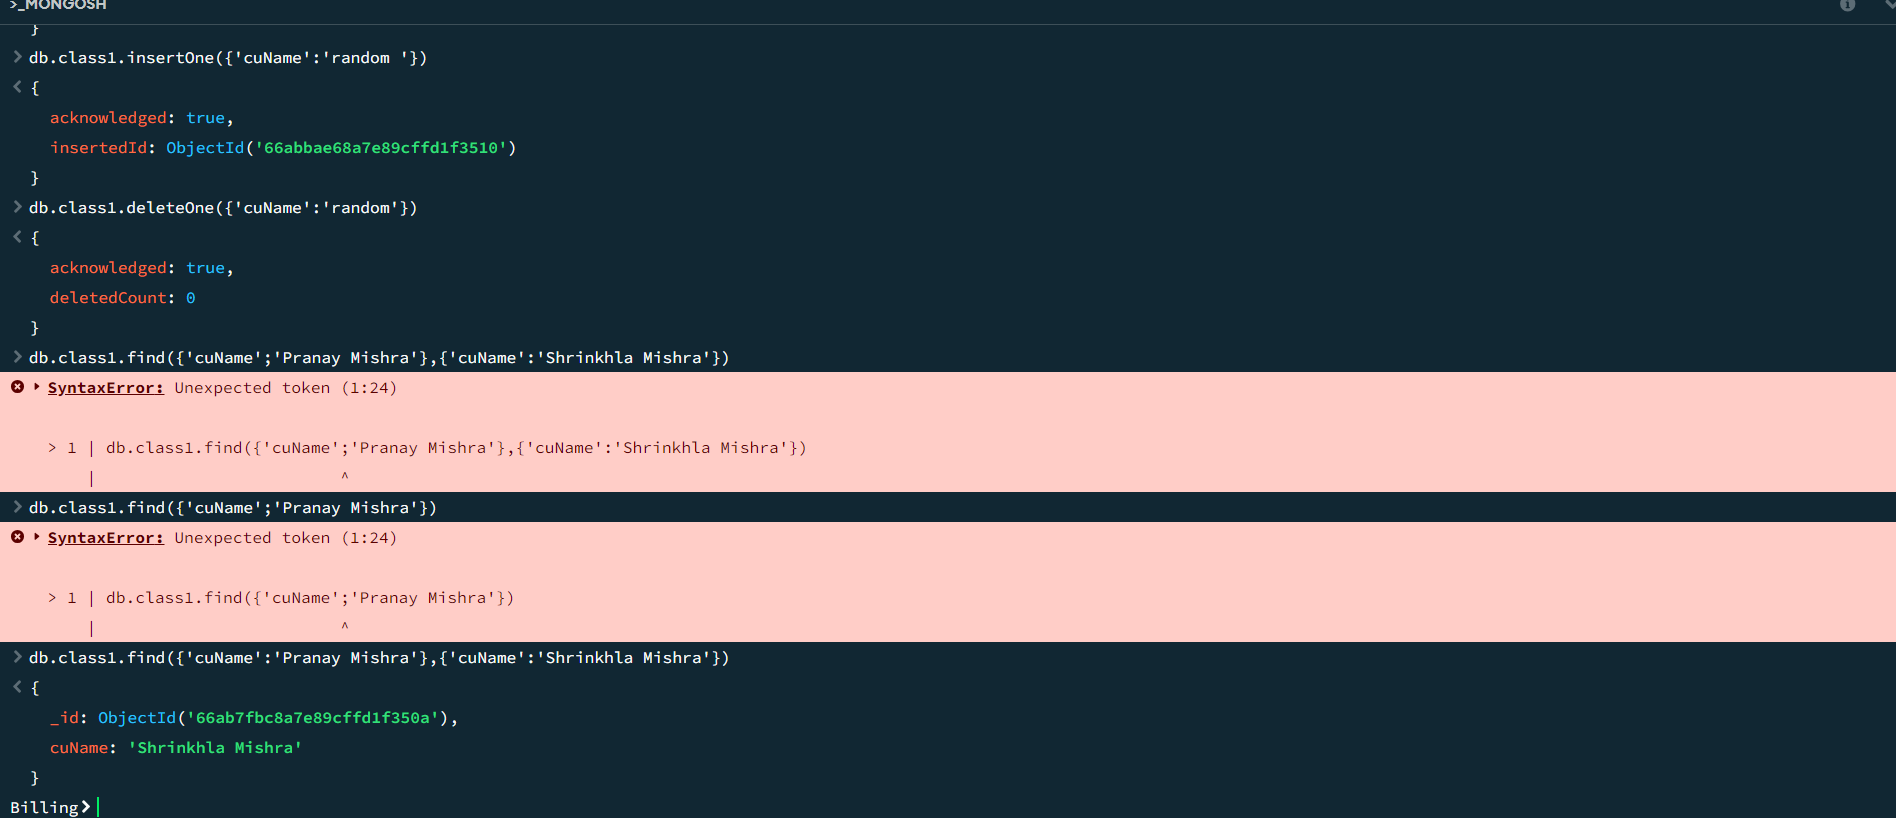 >_MONGOSH
}
> db.class1.insertOne({'cuName':'random '})
< {
acknowledged: true,
insertedId: ObjectId('66abbae68a7e89cffd1f3510')
}
> db.class1.deleteOne({'cuName':'random'})
< {
acknowledged: true,
deletedCount: 0
}
> db.class1.find({'cuName';'Pranay Mishra'},{'cuName':'Shrinkhla Mishra'})
SyntaxError: Unexpected token (1:24)
> 1 | db.class1.find({'cuName';'Pranay Mishra'},{'cuName':'Shrinkhla Mishra'})
| ^
> db.class1.find({'cuName';'Pranay Mishra'})
SyntaxError: Unexpected token (1:24)
> 1 | db.class1.find({'cuName';'Pranay Mishra'})
| ^
> db.class1.find({'cuName':'Pranay Mishra'},{'cuName':'Shrinkhla Mishra'})
< {
_id: ObjectId('66ab7fbc8a7e89cffd1f350a'),
cuName: 'Shrinkhla Mishra'
}
Billing>